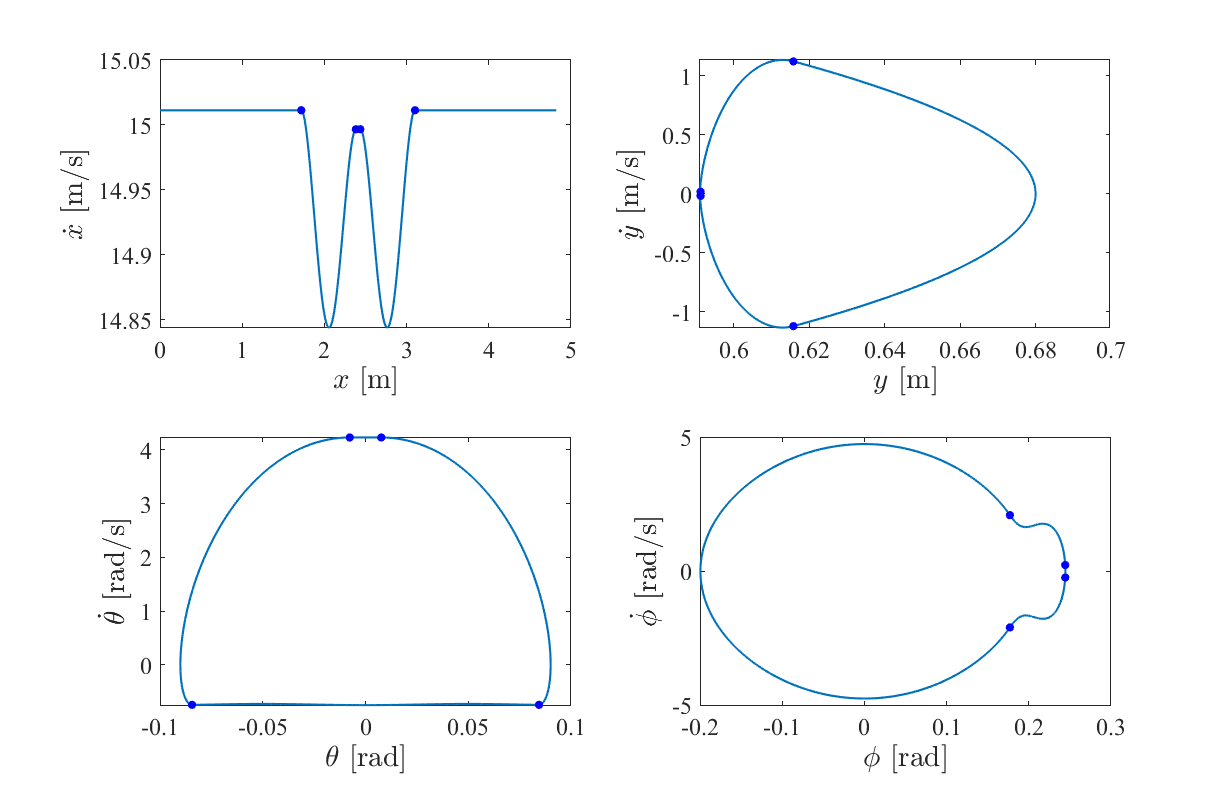 15.05
15
14.95
14.9
14.85
ẋ [m/s]
0 1 2 3 4 5
x [m]
1
0.5
0
-0.5
-1
ẏ [m/s]
0.6 0.62 0.64 0.66 0.68 0.7
y [m]
4
3
2
1
0
θ̇ [rad/s]
-0.1 -0.05 0 0.05 0.1
θ [rad]
5
0
-5
ϕ̇ [rad/s]
-0.2 -0.1 0 0.1 0.2 0.3
ϕ [rad]